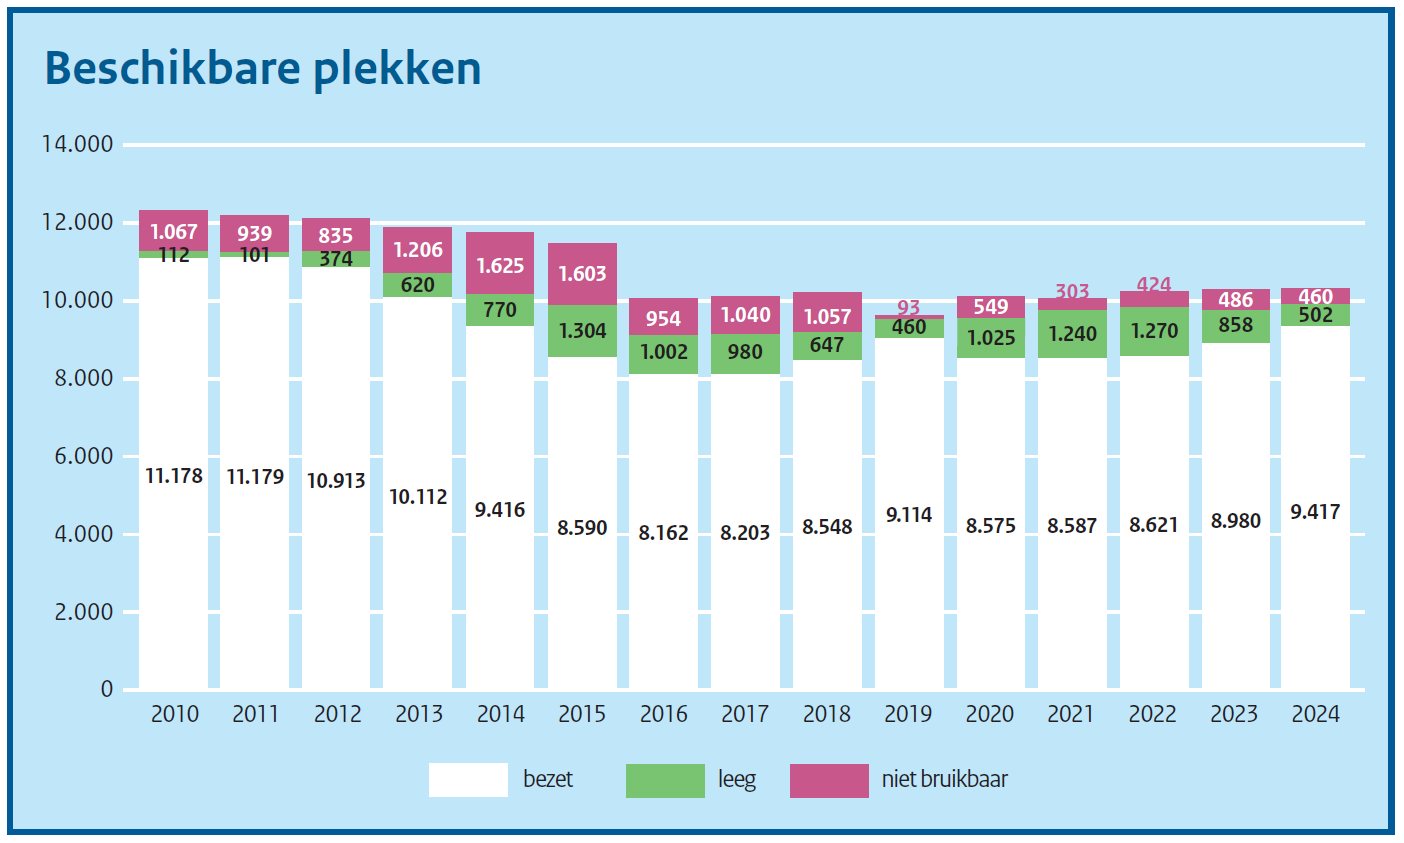 Beschikbare plekken
14.000
12.000
10.000
8.000
6.000
4.000
2.000
0
1.067 939 835 1.206 1.625 1.603 954 1.040 1.057 93 549 303 424 486 460
112 101 374 620 770 1.304 1.002 980 647 460 1.025 1.240 1.270 858 502
11.178 11.179 10.913 10.112 9.416 8.590 8.162 8.203 8.548 9.114 8.575 8.587 8.621 8.980 9.417
2010 2011 2012 2013 2014 2015 2016 2017 2018 2019 2020 2021 2022 2023 2024
bezet leeg niet bruikbaar